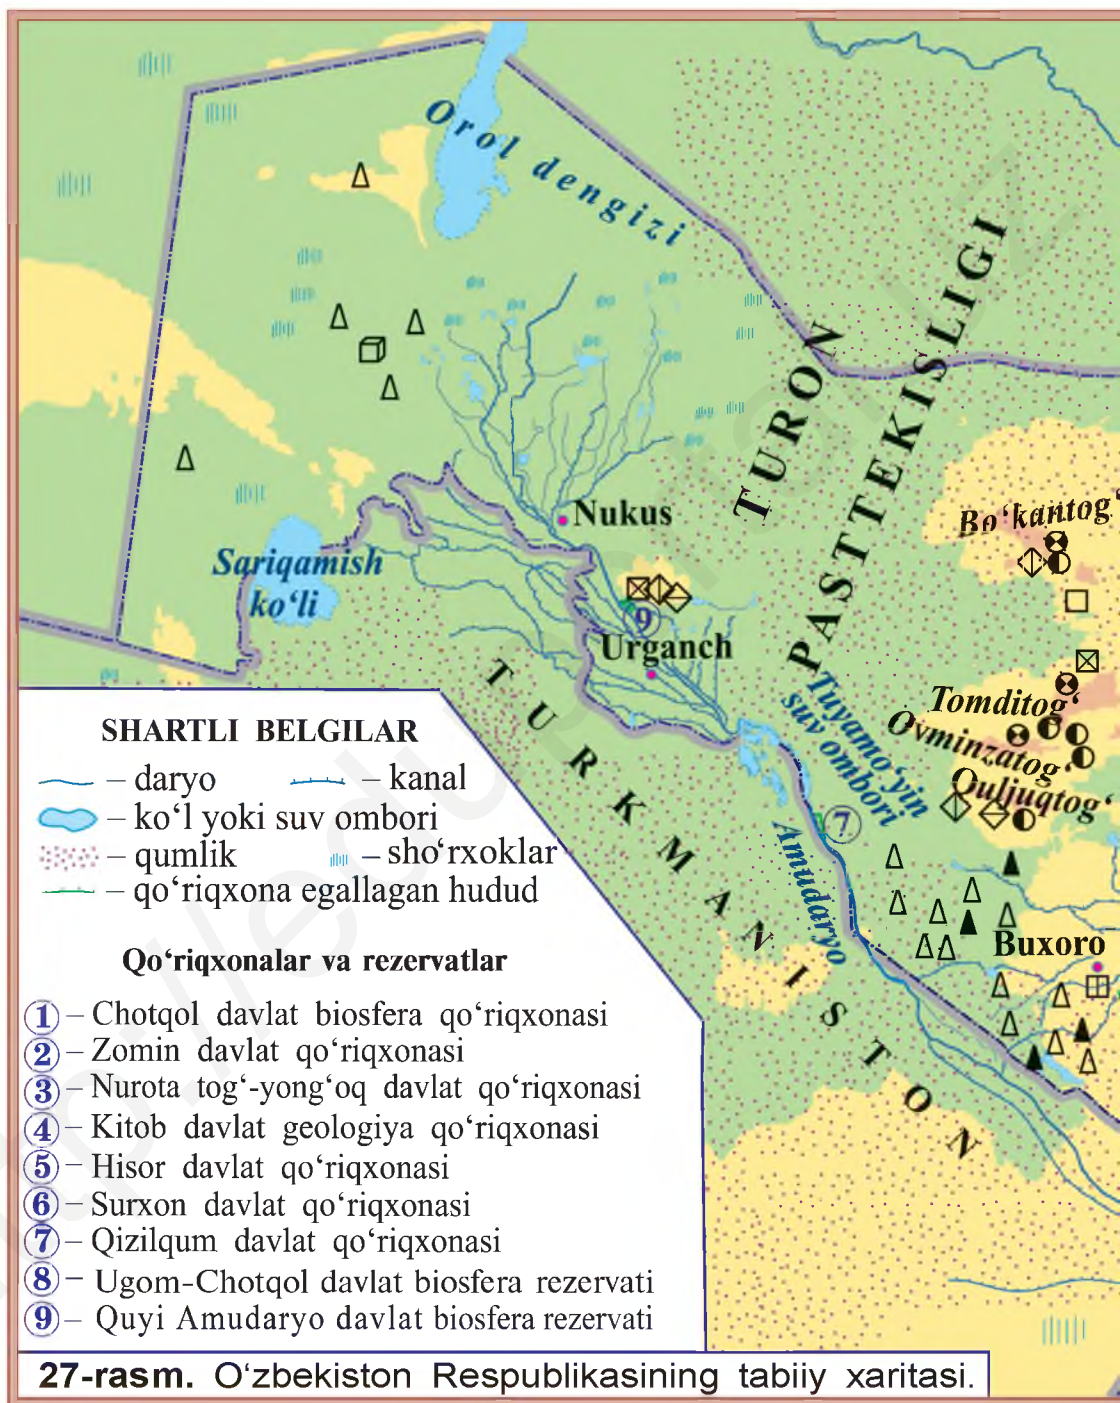 Orol dengizi
TURON
PASTTEKISLIGI
Nukus
Bo‘kantog‘
Sariqamish
ko‘li
9
Urganch
Tuyamo‘yin
suv ombori
Tomditog‘
Ovminzatog‘
Quljuqtog‘
TURKMANISTON
7
Amudaryo
Buxoro
SHARTLI BELGILAR
– daryo
– kanal
– ko‘l yoki suv ombori
– qumlik
– sho‘rxoklar
– qo‘riqxona egallagan hudud
Qo‘riqxonalar va rezervatlar
1 – Chotqol davlat biosfera qo‘riqxonasi
2 – Zomin davlat qo‘riqxonasi
3 – Nurota tog‘-yong‘oq davlat qo‘riqxonasi
4 – Kitob davlat geologiya qo‘riqxonasi
5 – Hisor davlat qo‘riqxonasi
6 – Surxon davlat qo‘riqxonasi
7 – Qizilqum davlat qo‘riqxonasi
8 – Ugom-Chotqol davlat biosfera rezervati
9 – Quyi Amudaryo davlat biosfera rezervati
27-rasm. O‘zbekiston Respublikasining tabiiy xaritasi.